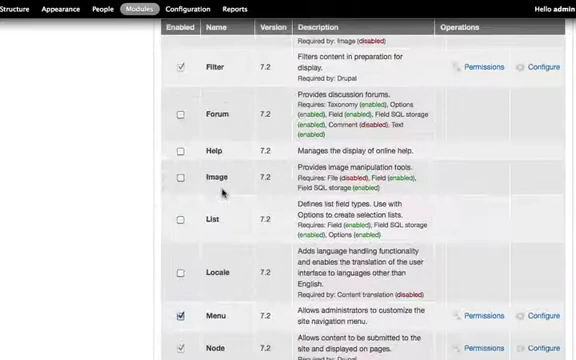 Structure Appearance People Modules Configuration Reports Hello admin
Enabled Name Version Description Operations
Required by: Image (disabled)
Filter 7.2 Filters content in preparation for
display.
Required by: Drupal
Permissions Configure
Forum 7.2 Provides discussion forums.
Requires: Taxonomy (enabled), Options
(enabled), Field (enabled), Field SQL storage
(enabled), Comment (disabled), Text
(enabled)
Help 7.2 Manages the display of online help.
Image 7.2 Provides image manipulation tools.
Requires: File (disabled), Field (enabled),
Field SQL storage (enabled)
List 7.2 Defines list field types. Use with
Options to create selection lists.
Requires: Field (enabled), Field SQL storage
(enabled), Options (enabled)
Locale 7.2 Adds language handling functionality
and enables the translation of the user
interface to languages other than
English.
Required by: Content translation (disabled)
Menu 7.2 Allows administrators to customize the
site navigation menu.
Permissions Configure
Node 7.2 Allows content to be submitted to the
site and displayed on pages.
Required by: Drupal
Permissions Configure